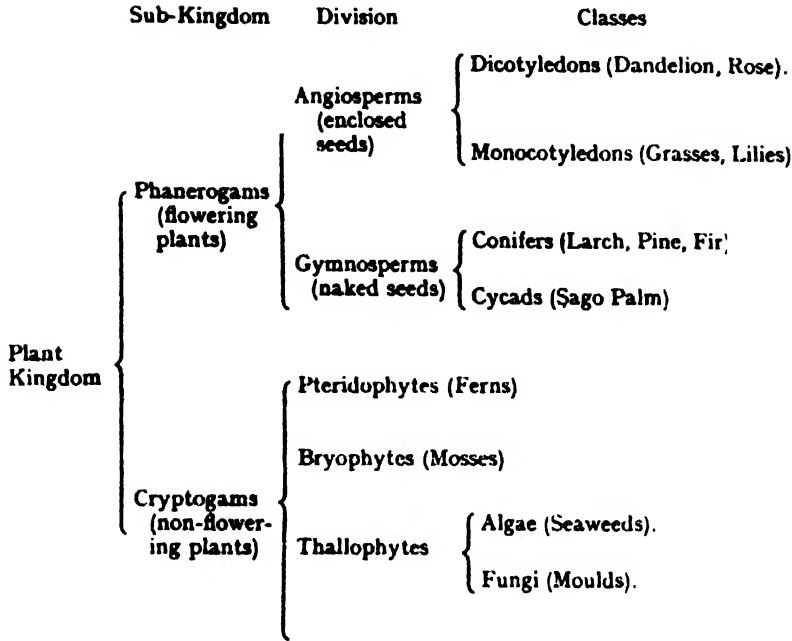 Sub-Kingdom Division Classes
Dicotyledons (Dandelion, Rose).
Angiosperms
(enclosed
seeds)
Monocotyledons (Grasses, Lilies)
Phanerogams
(flowering
plants)
Conifers (Larch, Pine, Fir)
Gymnosperms
(naked seeds)
Cycads (Sago Palm)
Plant
Kingdom
Pteridophytes (Ferns)
Bryophytes (Mosses)
Cryptogams
(non-flower-
ing plants)
Algae (Seaweeds).
Thallophytes
Fungi (Moulds).